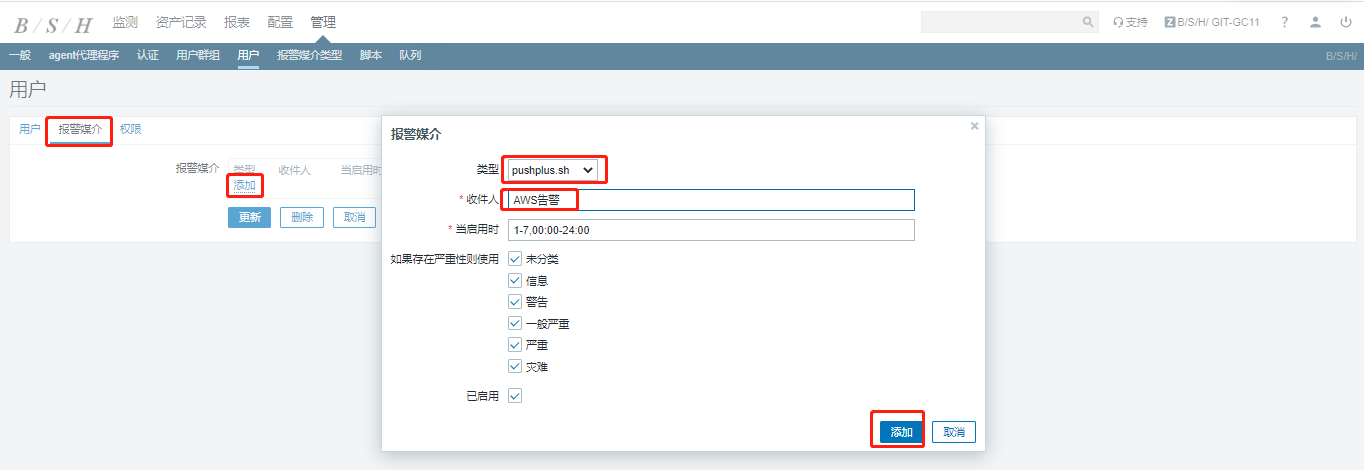 B / S / H 监测 资产记录 报表 配置 管理 支持 Z B/S/H/ GIT-GC11 ?
一般 agent代理程序 认证 用户群组 用户 报警媒介类型 脚本 队列 B/S/H/
用户
用户 报警媒介 权限
报警媒介 类型 收件人 当启用时
添加
更新 删除 取消
报警媒介
类型 pushplus.sh
* 收件人 AWS告警
* 当启用时 1-7,00:00-24:00
如果存在严重性则使用 未分类
信息
警告
一般严重
严重
灾难
已启用
添加 取消